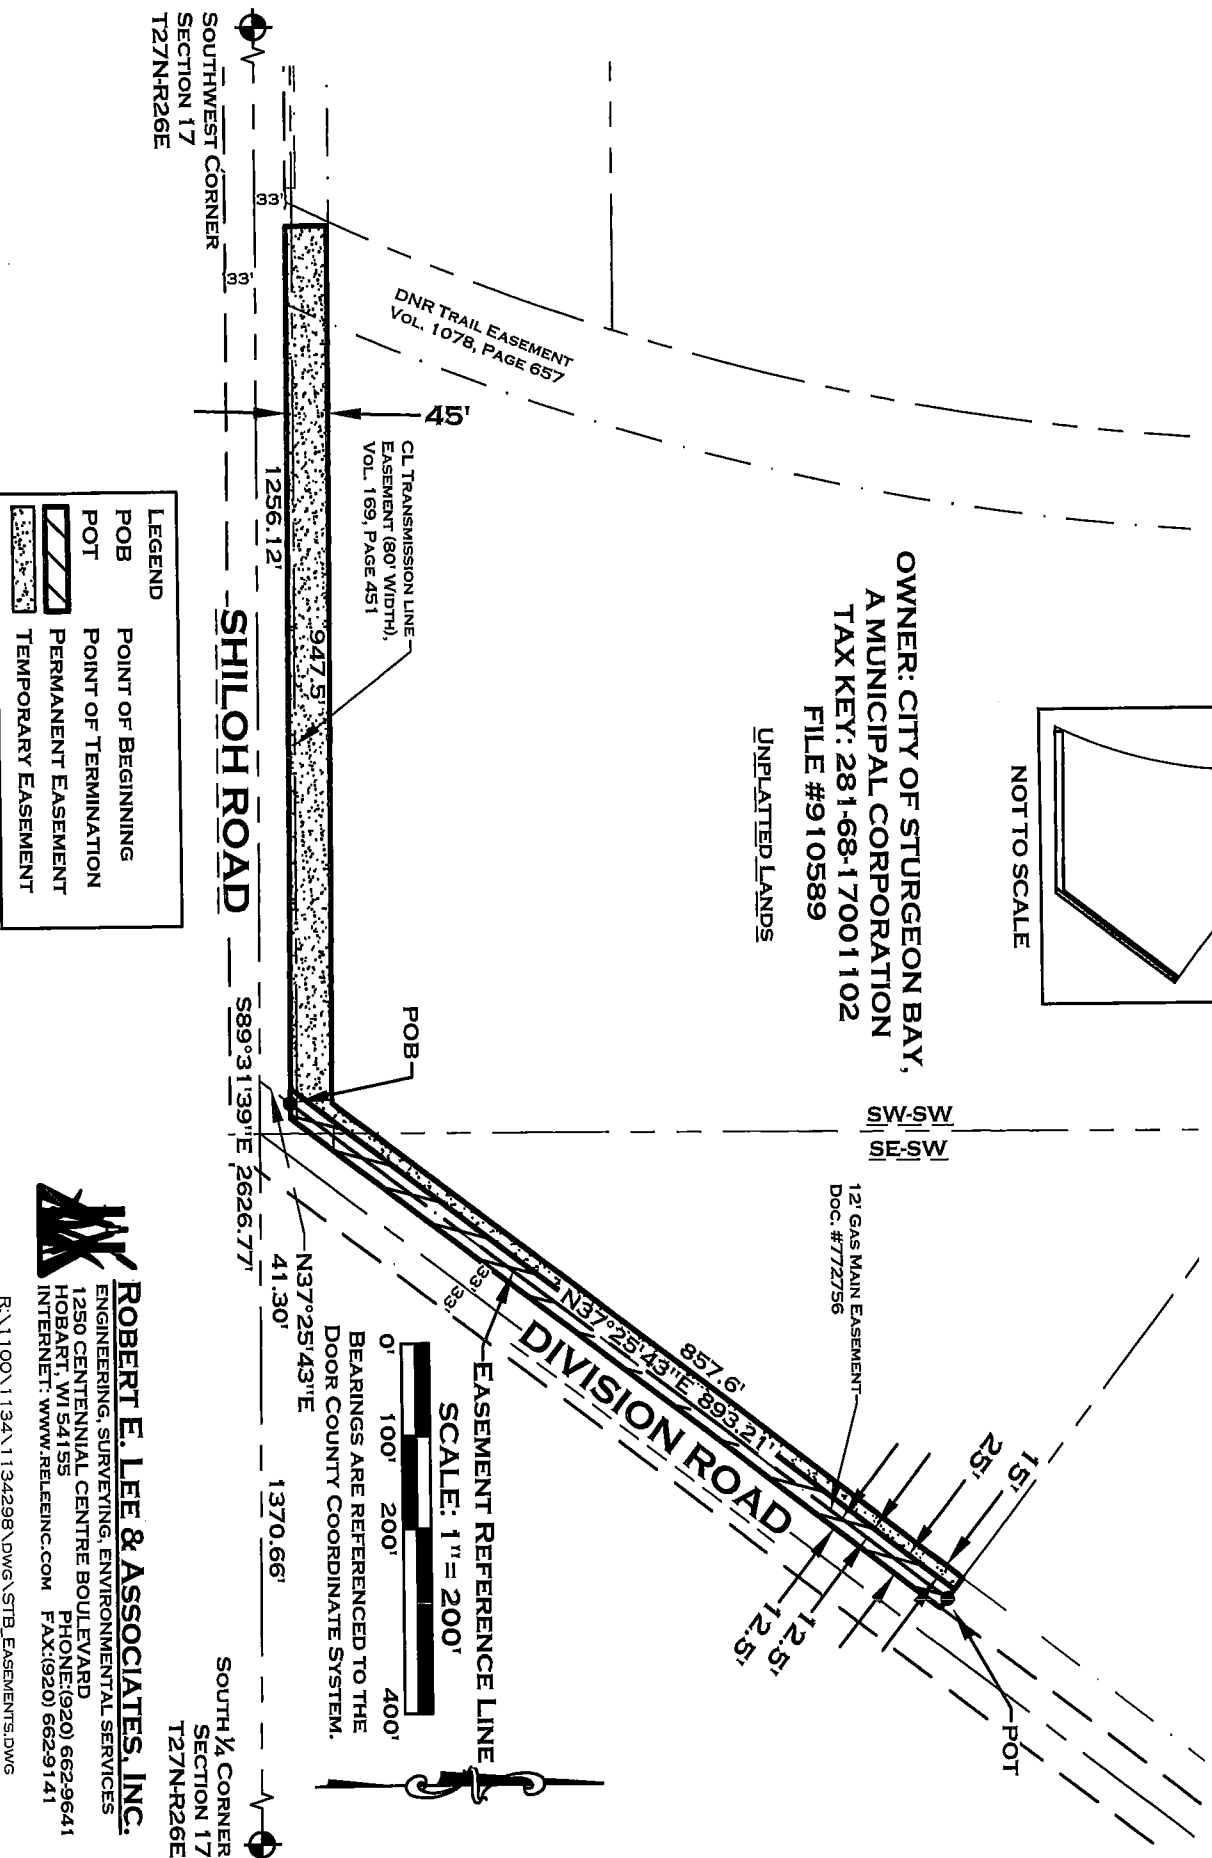 NOT TO SCALE
OWNER: CITY OF STURGEON BAY,
A MUNICIPAL CORPORATION
TAX KEY: 281-68-17001102
FILE #910589
UNPLATTED LANDS
SW-SW
SE-SW
12' GAS MAIN EASEMENT
DOC. #772756
DNR TRAIL EASEMENT
VOL. 1078, PAGE 657
45'
CL TRANSMISSION LINE
EASEMENT (80' WIDTH),
VOL. 169, PAGE 451
POB
15'
25'
12.5'
12.5'
POT
857.6'
N37°25'43"E 893.21'
DIVISION ROAD
33'
33'
EASEMENT REFERENCE LINE
SCALE: 1"= 200'
0' 100' 200' 400'
BEARINGS ARE REFERENCED TO THE
DOOR COUNTY COORDINATE SYSTEM.
N37°25'43"E
41.30'
947.5'
33'
33'
1256.12'
1370.66'
S89°31'39"E 2626.77'
SHILOH ROAD
SOUTHWEST CORNER
SECTION 17
T27N-R26E
SOUTH ¼ CORNER
SECTION 17
T27N-R26E
LEGEND
POB POINT OF BEGINNING
POT POINT OF TERMINATION
PERMANENT EASEMENT
TEMPORARY EASEMENT
ROBERT E. LEE & ASSOCIATES, INC.
ENGINEERING, SURVEYING, ENVIRONMENTAL SERVICES
1250 CENTENNIAL CENTRE BOULEVARD
HOBART, WI 54155 PHONE:(920) 662-9641
INTERNET: WWW.RELEEINC.COM FAX:(920) 662-9141
R:\1100\1134\1134298\DWG\STB_EASEMENTS.DWG